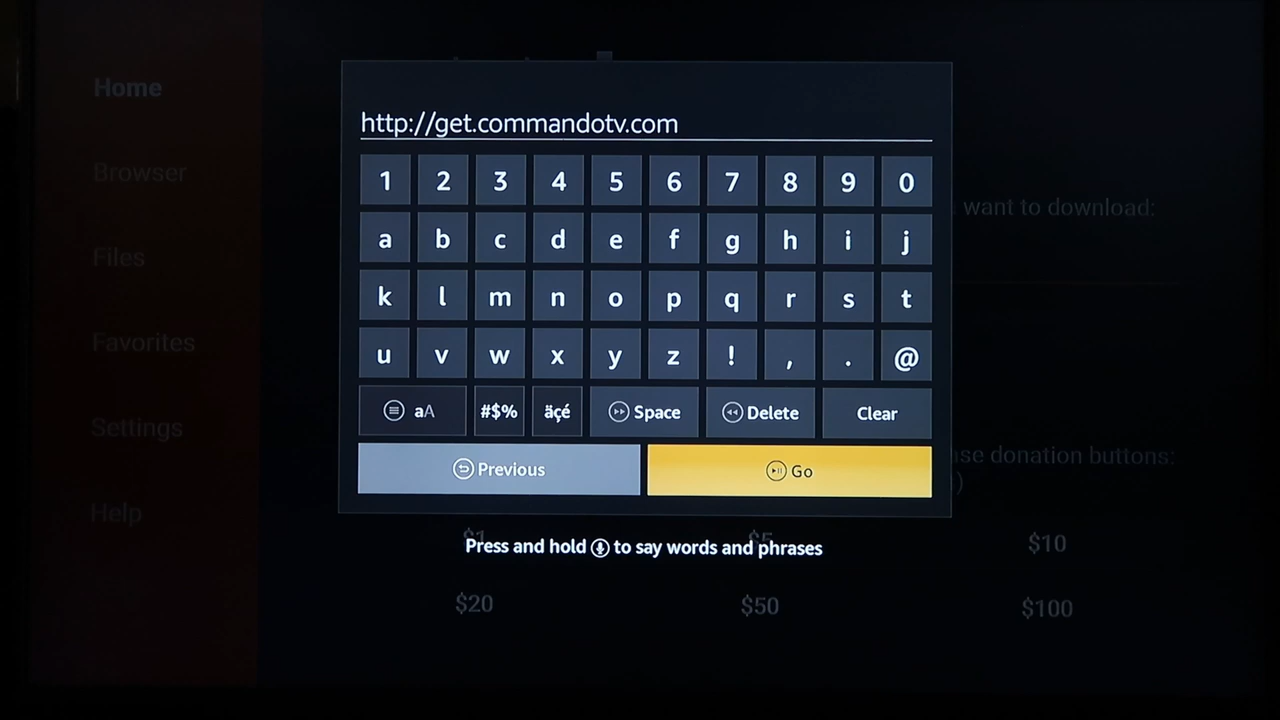 Home
Browser
Files
Favorites
Settings
Help
http://get.commandotv.com
1 2 3 4 5 6 7 8 9 0
a b c d e f g h i j
k l m n o p q r s t
u v w x y z ! , . @
aA #$% äçé Space Delete Clear
Previous Go
want to download:
donation buttons:
)
Press and hold to say words and phrases
$1 $5 $10
$20 $50 $100